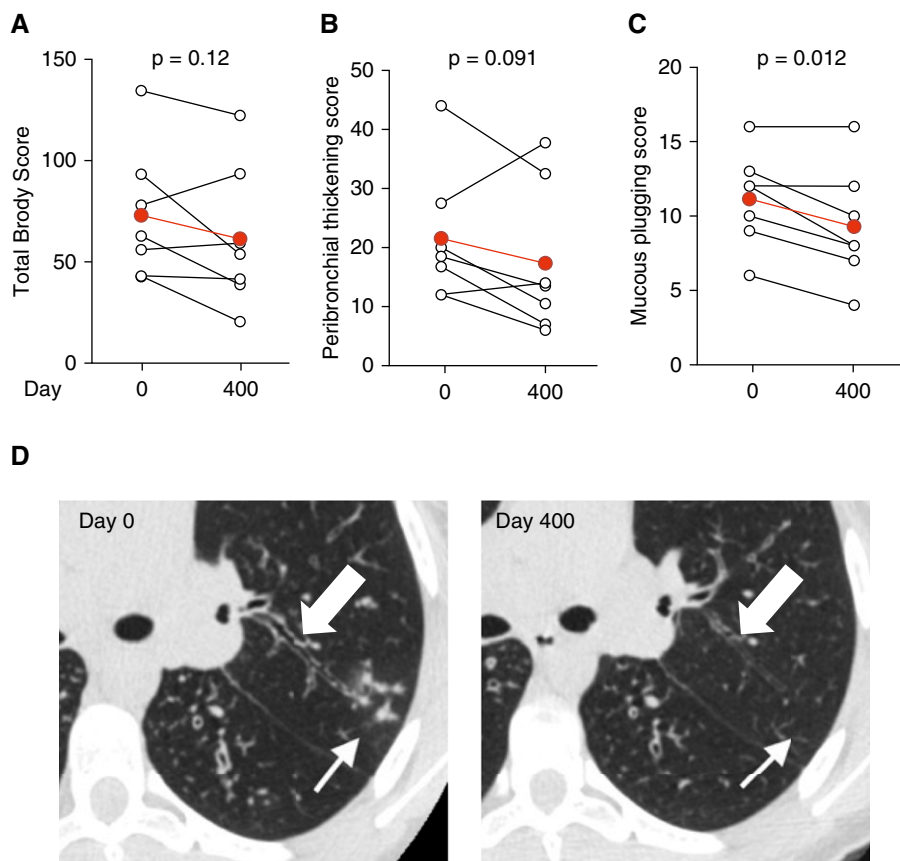 A
p = 0.12
Total Brody Score
150
100
50
0
Day
0
400
B
p = 0.091
Peribronchial thickening score
50
40
30
20
10
0
0
400
C
p = 0.012
Mucous plugging score
20
15
10
5
0
0
400
D
Day 0
Day 400